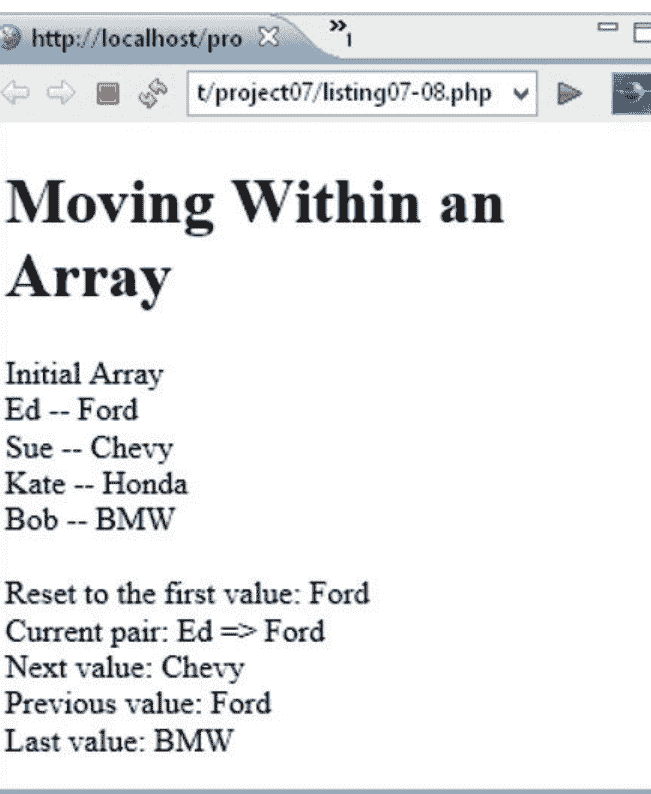 http://localhost/pro
»1
t/project07/listing07-08.php
Moving Within an
Array
Initial Array
Ed -- Ford
Sue -- Chevy
Kate -- Honda
Bob -- BMW
Reset to the first value: Ford
Current pair: Ed => Ford
Next value: Chevy
Previous value: Ford
Last value: BMW